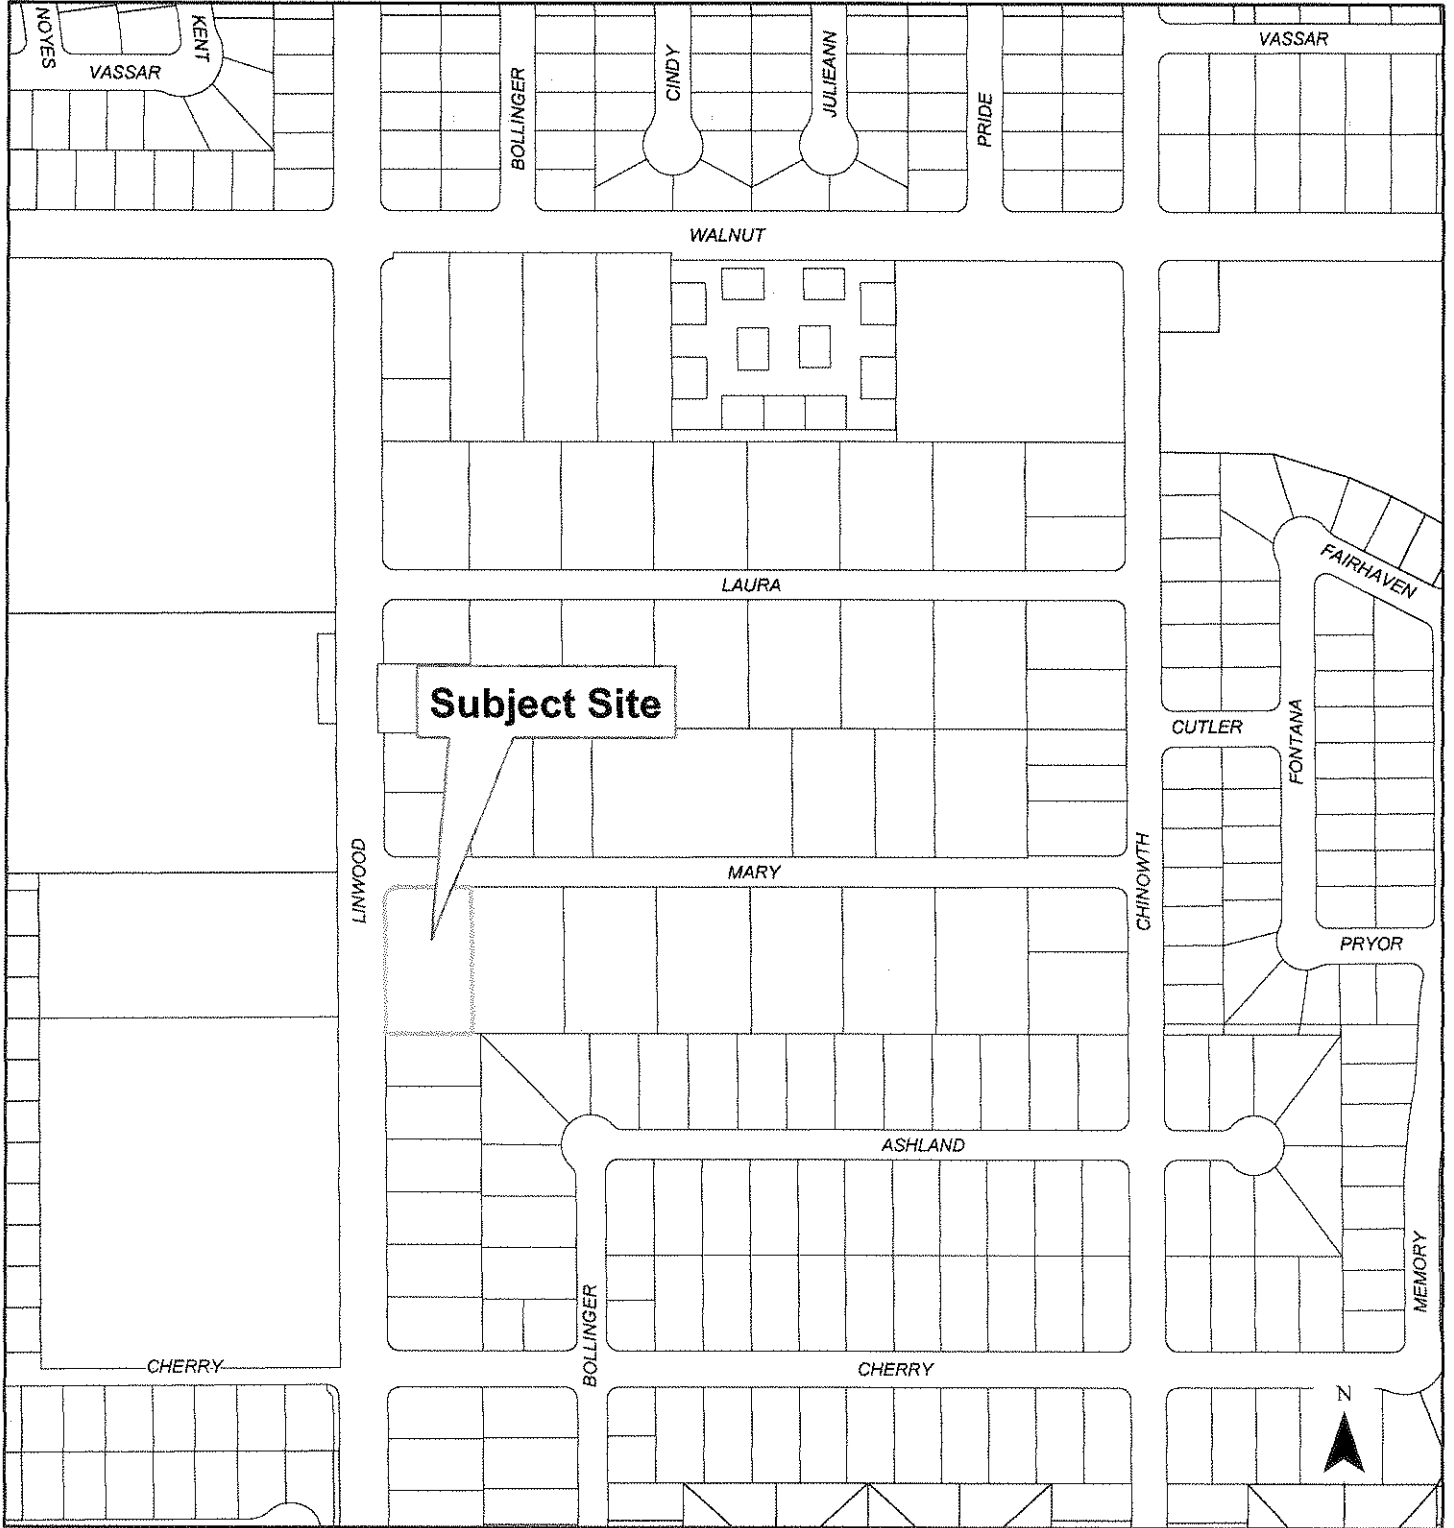 NOYES
KENT
VASSAR
BOLLINGER
CINDY
JULIEANN
PRIDE
VASSAR
WALNUT
LAURA
FAIRHAVEN
Subject Site
CUTLER
FONTANA
LINWOOD
MARY
CHINOWTH
PRYOR
ASHLAND
MEMORY
BOLLINGER
CHERRY
CHERRY
N